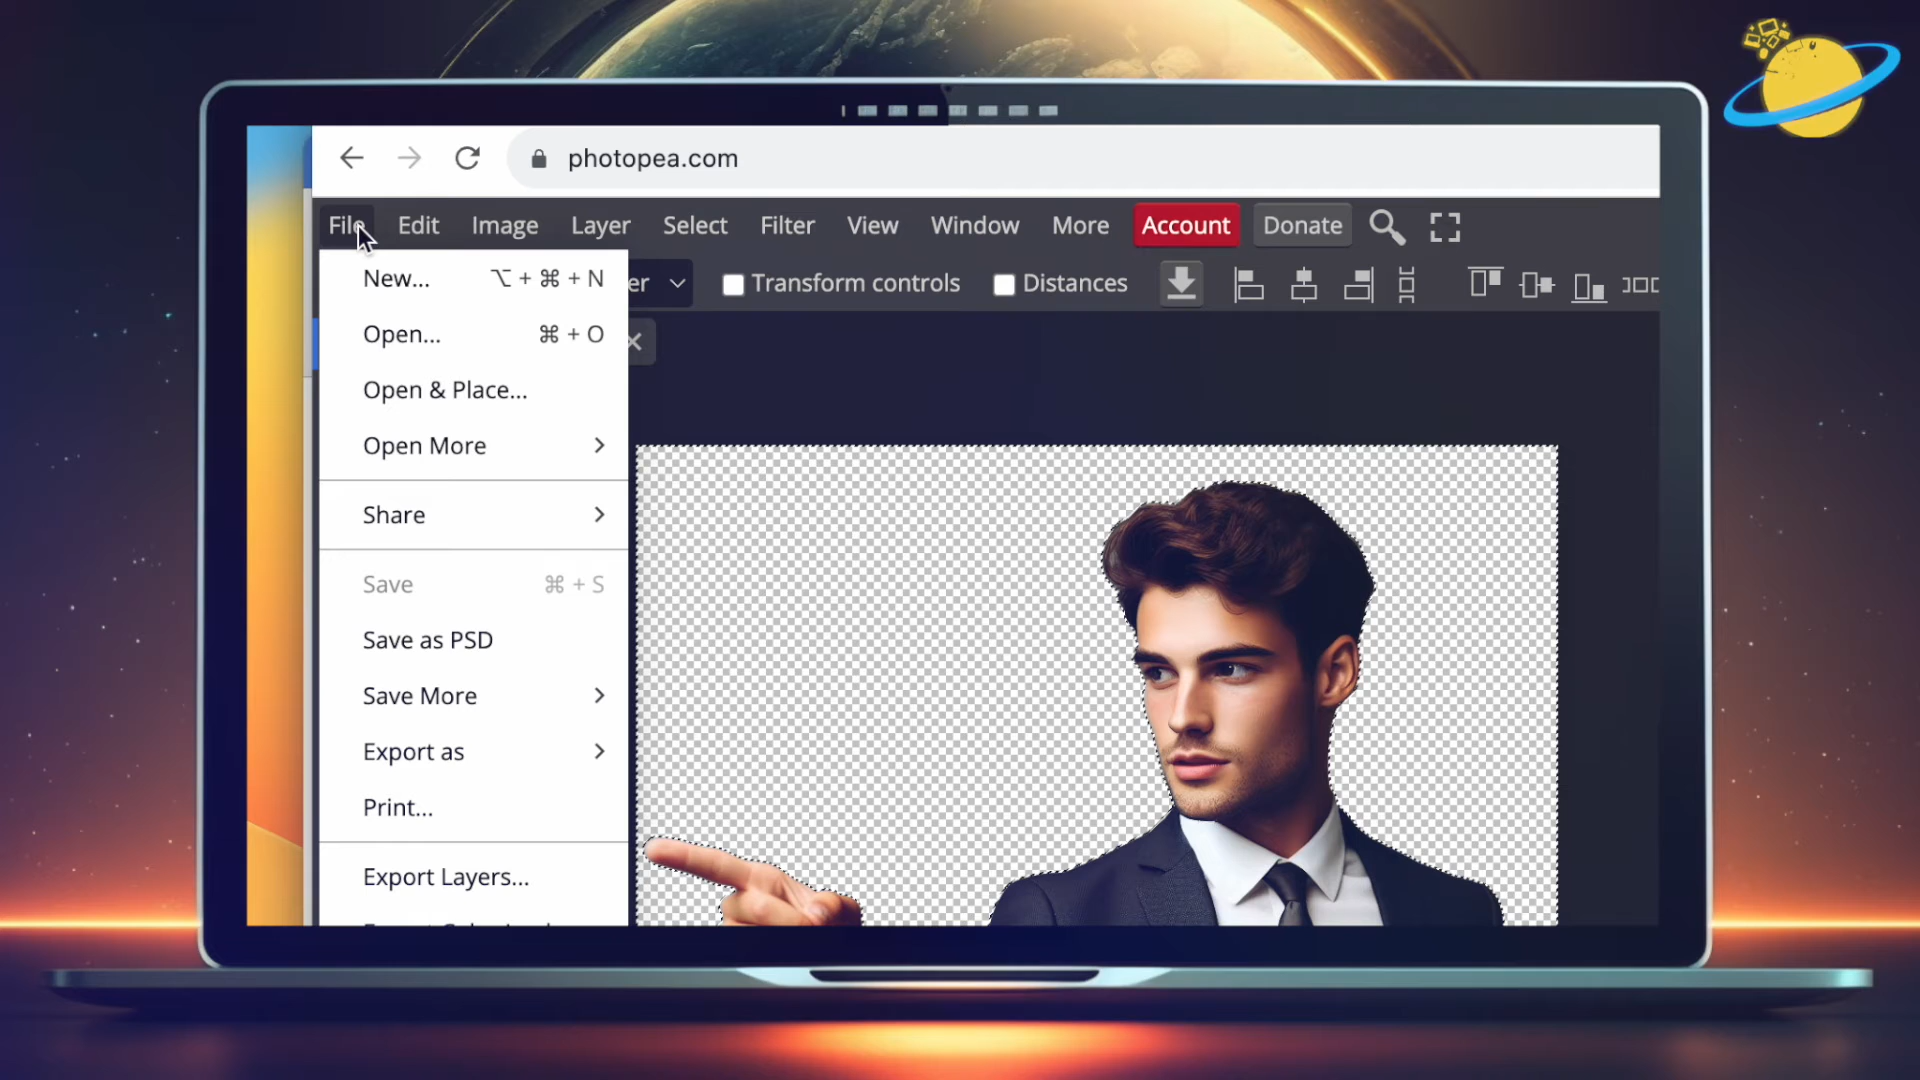 photopea.com
File Edit Image Layer Select Filter View Window More Account Donate
New... ⌥ + ⌘ + N
er Transform controls Distances
Open... ⌘ + O
Open & Place...
Open More
Share
Save ⌘ + S
Save as PSD
Save More
Export as
Print...
Export Layers...